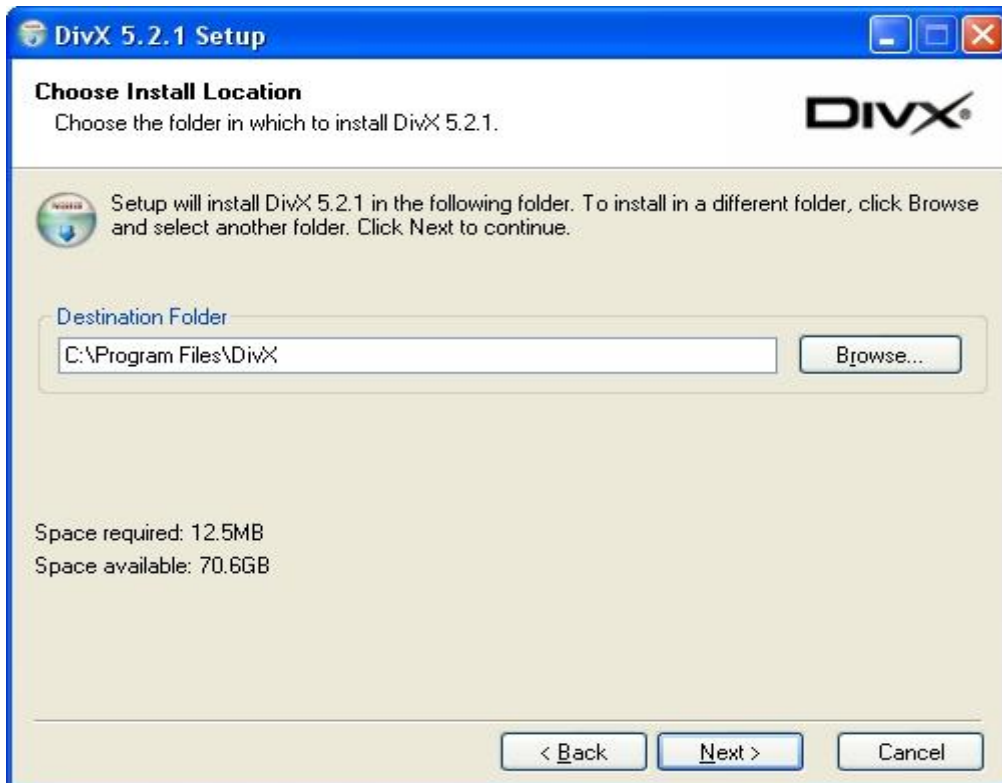 DivX 5.2.1 Setup
Choose Install Location
Choose the folder in which to install DivX 5.2.1.
DIVX®
Setup will install DivX 5.2.1 in the following folder. To install in a different folder, click Browse
and select another folder. Click Next to continue.
Destination Folder
C:\Program Files\DivX
Browse...
Space required: 12.5MB
Space available: 70.6GB
< Back
Next >
Cancel